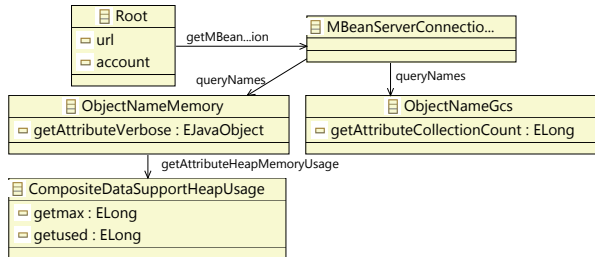 Root
url
account
getMBean...ion
MBeanServerConnectio...
queryNames
queryNames
ObjectNameMemory
getAttributeVerbose : EJavaObject
ObjectNameGcs
getAttributeCollectionCount : ELong
getAttributeHeapMemoryUsage
CompositeDataSupportHeapUsage
getmax : ELong
getused : ELong